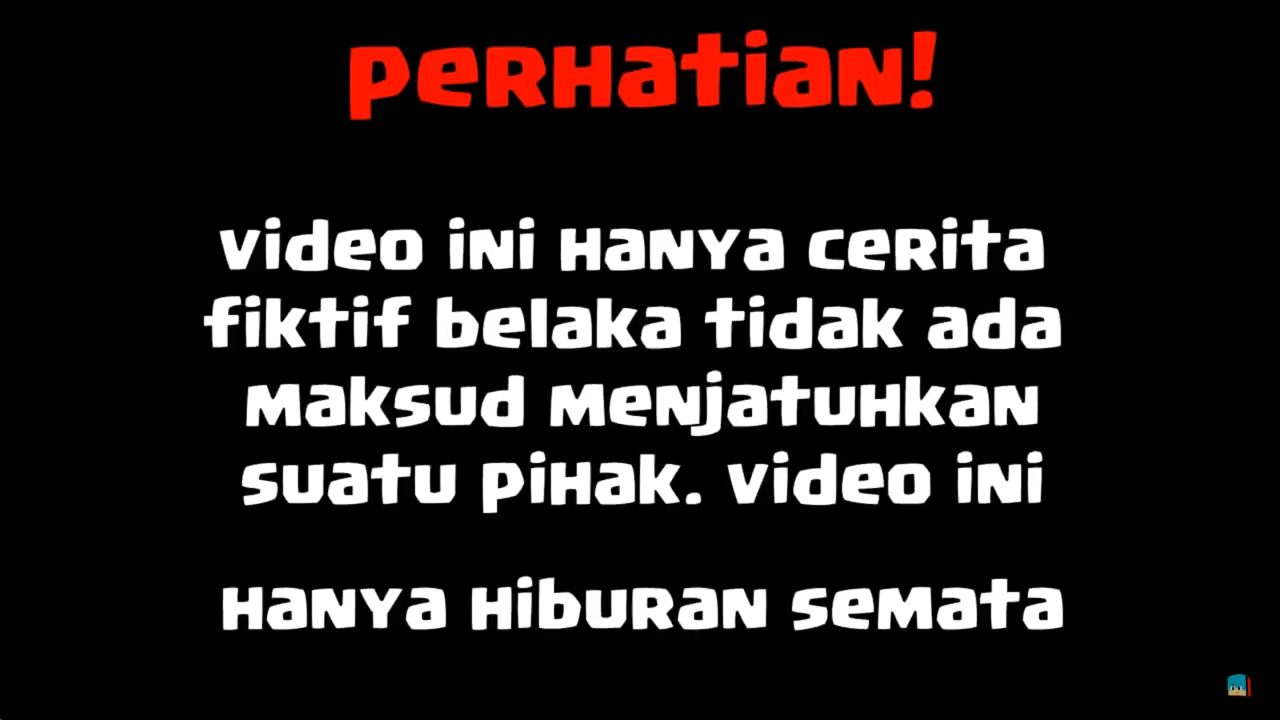 PERHATIAN!
video ini HANYA CERITA
fiktif belaka tidak ada
MAKSUD MENJATUHKAN
SUATU PIHAK. VIDEO INI
HANYA HIBURAN SEMATA